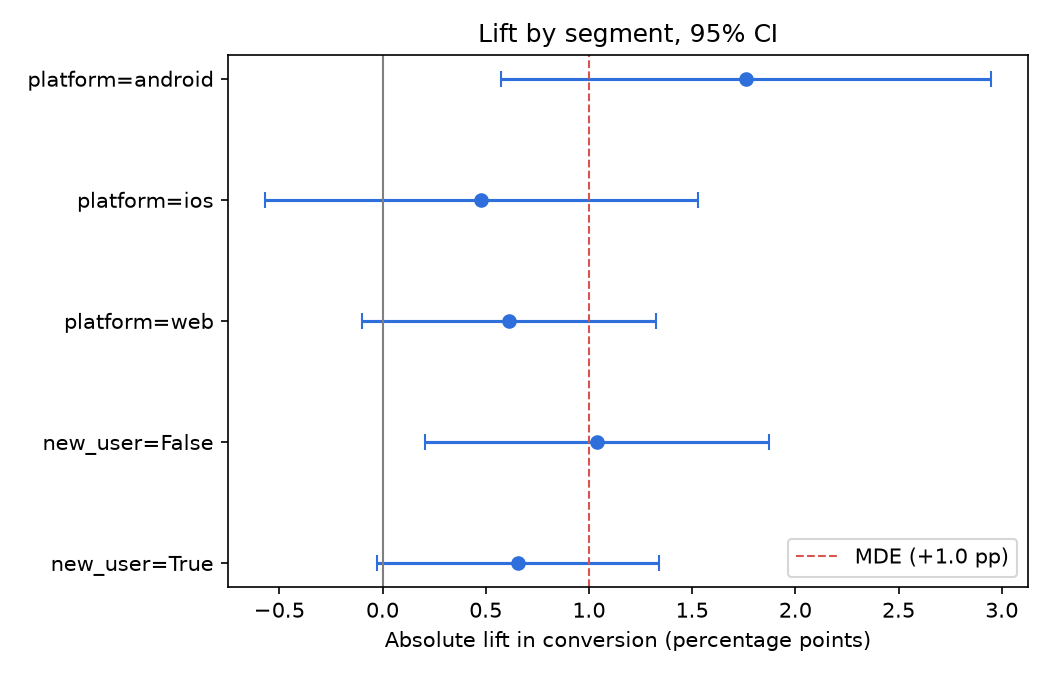 Lift by segment, 95% CI
platform=android
platform=ios
platform=web
new_user=False
new_user=True
MDE (+1.0 pp)
−0.5 0.0 0.5 1.0 1.5 2.0 2.5 3.0
Absolute lift in conversion (percentage points)